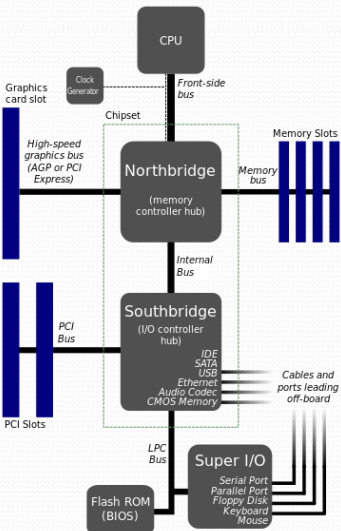 CPU
Clock
Generator
Front-side
bus
Graphics
card slot
Chipset
Memory Slots
High-speed
graphics bus
(AGP or PCI
Express)
Northbridge
(memory
controller hub)
Memory
bus
Internal
Bus
Southbridge
(I/O controller
hub)
PCI
Bus
IDE
SATA
USB
Ethernet
Audio Codec
CMOS Memory
Cables and
ports leading
off-board
PCI Slots
LPC
Bus
Super I/O
Serial Port
Parallel Port
Floppy Disk
Keyboard
Mouse
Flash ROM
(BIOS)